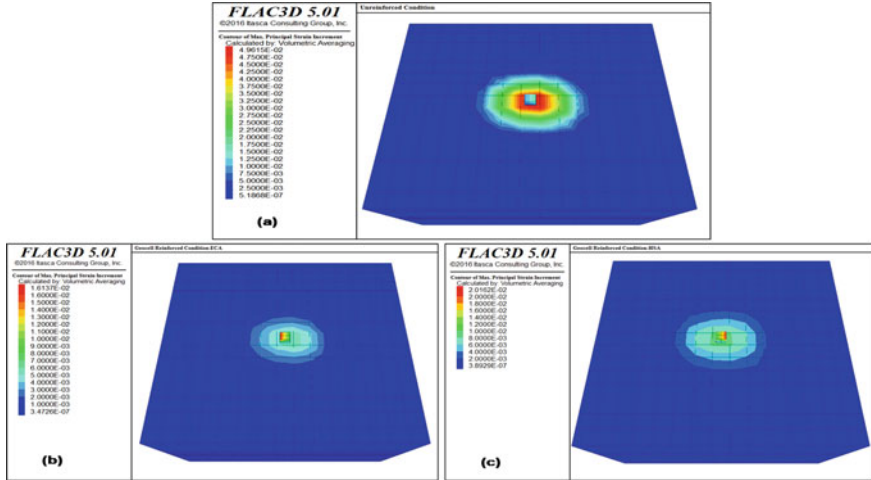 FLAC3D 5.01
©2016 Itasca Consulting Group, Inc.
Contour of Max. Principal Strain Increment
Calculated by: Volumetric Averaging
4.9615E-02
4.7500E-02
4.5000E-02
4.2500E-02
4.0000E-02
3.7500E-02
3.5000E-02
3.2500E-02
3.0000E-02
2.7500E-02
2.5000E-02
2.2500E-02
2.0000E-02
1.7500E-02
1.5000E-02
1.2500E-02
1.0000E-02
7.5000E-03
5.0000E-03
2.5000E-03
5.1868E-07
(a)
Unreinforced Condition
FLAC3D 5.01
©2016 Itasca Consulting Group, Inc.
Contour of Max. Principal Strain Increment
Calculated by: Volumetric Averaging
1.6137E-02
1.6000E-02
1.5000E-02
1.4000E-02
1.3000E-02
1.2000E-02
1.1000E-02
1.0000E-02
9.0000E-03
8.0000E-03
7.0000E-03
6.0000E-03
5.0000E-03
4.0000E-03
3.0000E-03
2.0000E-03
1.0000E-03
3.4726E-07
(b)
Geocell Reinforced Condition-ECA
FLAC3D 5.01
©2016 Itasca Consulting Group, Inc.
Contour of Max. Principal Strain Increment
Calculated by: Volumetric Averaging
2.0162E-02
2.0000E-02
1.8000E-02
1.6000E-02
1.4000E-02
1.2000E-02
1.0000E-02
8.0000E-03
6.0000E-03
4.0000E-03
2.0000E-03
3.8929E-07
(c)
Geocell Reinforced Condition-HSA